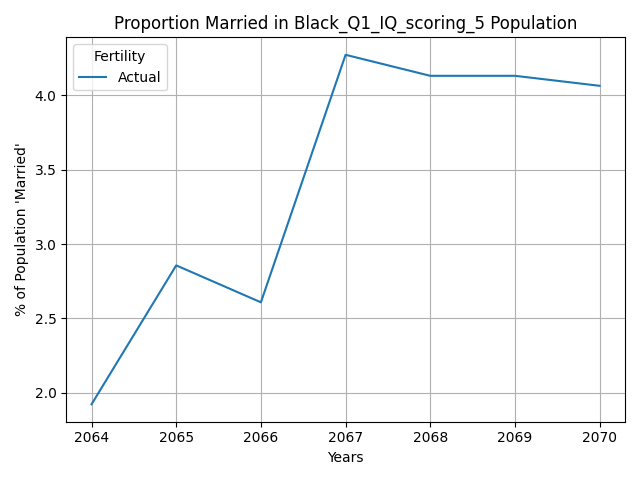 Proportion Married in Black_Q1_IQ_scoring_5 Population
Fertility
Actual
% of Population 'Married'
4.0
3.5
3.0
2.5
2.0
2064 2065 2066 2067 2068 2069 2070
Years